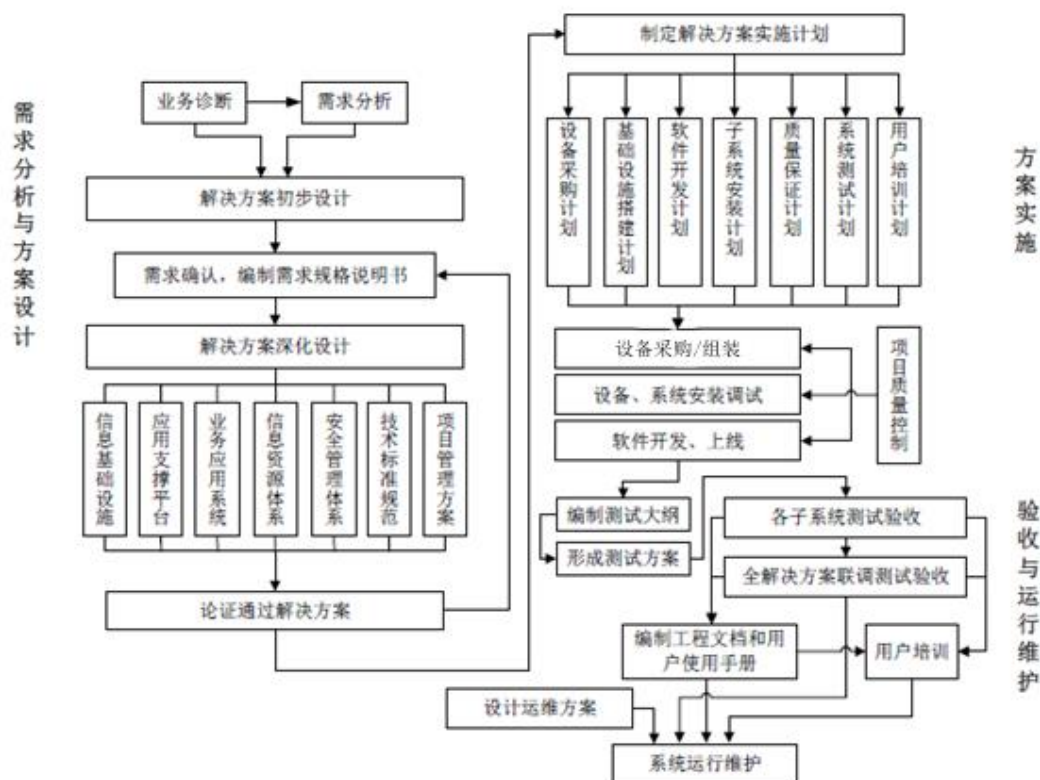 需求分析与方案设计
业务诊断
需求分析
解决方案初步设计
需求确认，编制需求规格说明书
解决方案深化设计
信息基础设施
应用支撑平台
业务应用系统
信息资源体系
安全管理体系
技术标准规范
项目管理方案
论证通过解决方案
制定解决方案实施计划
设备采购计划
基础设施搭建计划
软件开发计划
子系统安装计划
质量保证计划
系统测试计划
用户培训计划
方案实施
设备采购/组装
设备、系统安装调试
软件开发、上线
项目质量控制
编制测试大纲
形成测试方案
各子系统测试验收
全解决方案联调测试验收
编制工程文档和用
户使用手册
用户培训
设计运维方案
系统运行维护
验收与运行维护